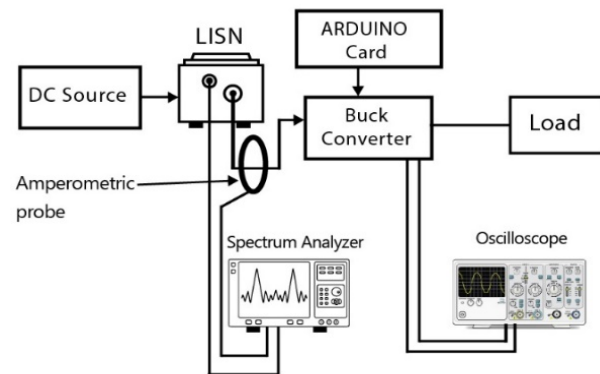 LISN
ARDUINO
Card
DC Source
Buck
Converter
Load
Amperometric
probe
Spectrum Analyzer
Oscilloscope